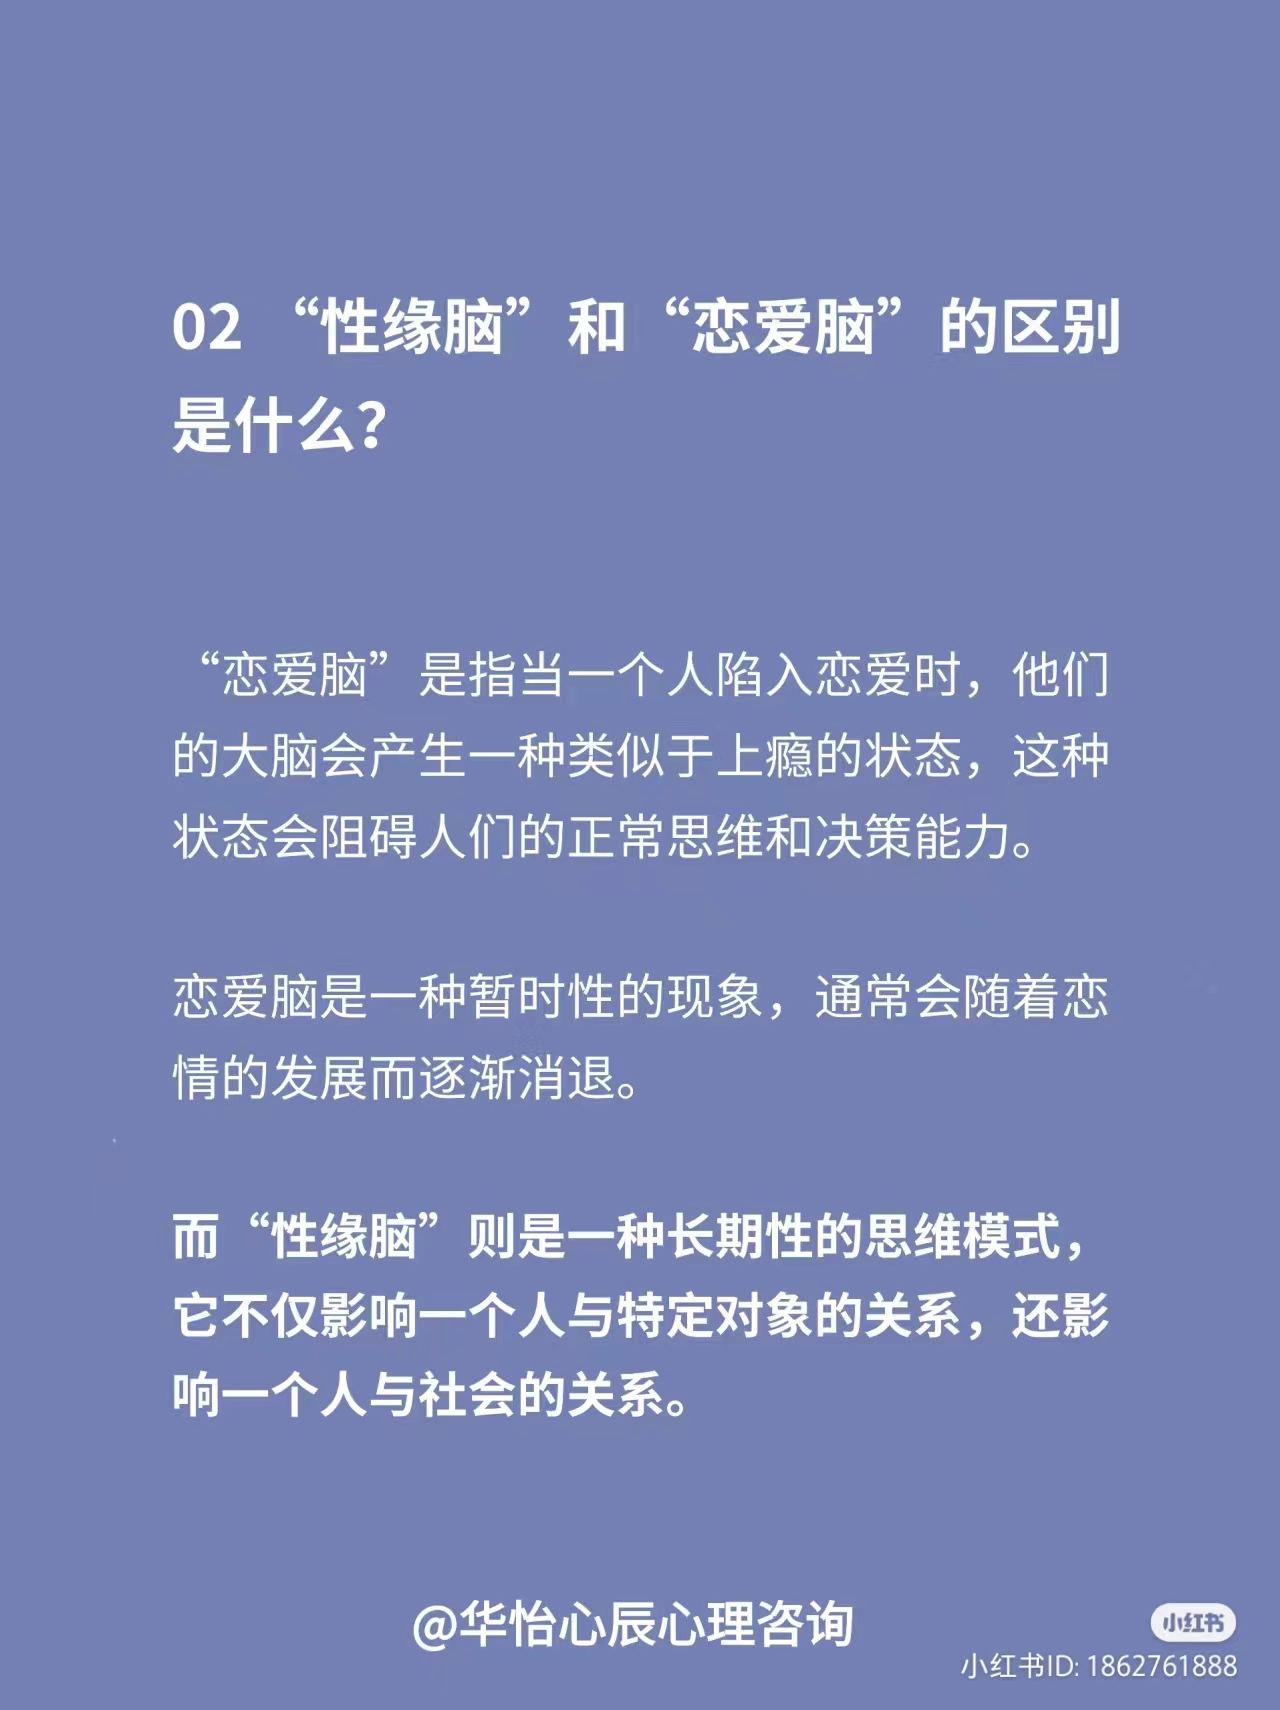 02 “性缘脑”和“恋爱脑”的区别
是什么？
“恋爱脑”是指当一个人陷入恋爱时，他们
的大脑会产生一种类似于上瘾的状态，这种
状态会阻碍人们的正常思维和决策能力。
恋爱脑是一种暂时性的现象，通常会随着恋
情的发展而逐渐消退。
而“性缘脑”则是一种长期性的思维模式，
它不仅影响一个人与特定对象的关系，还影
响一个人与社会的关系。
@华怡心辰心理咨询
小红书
小红书ID: 1862761888